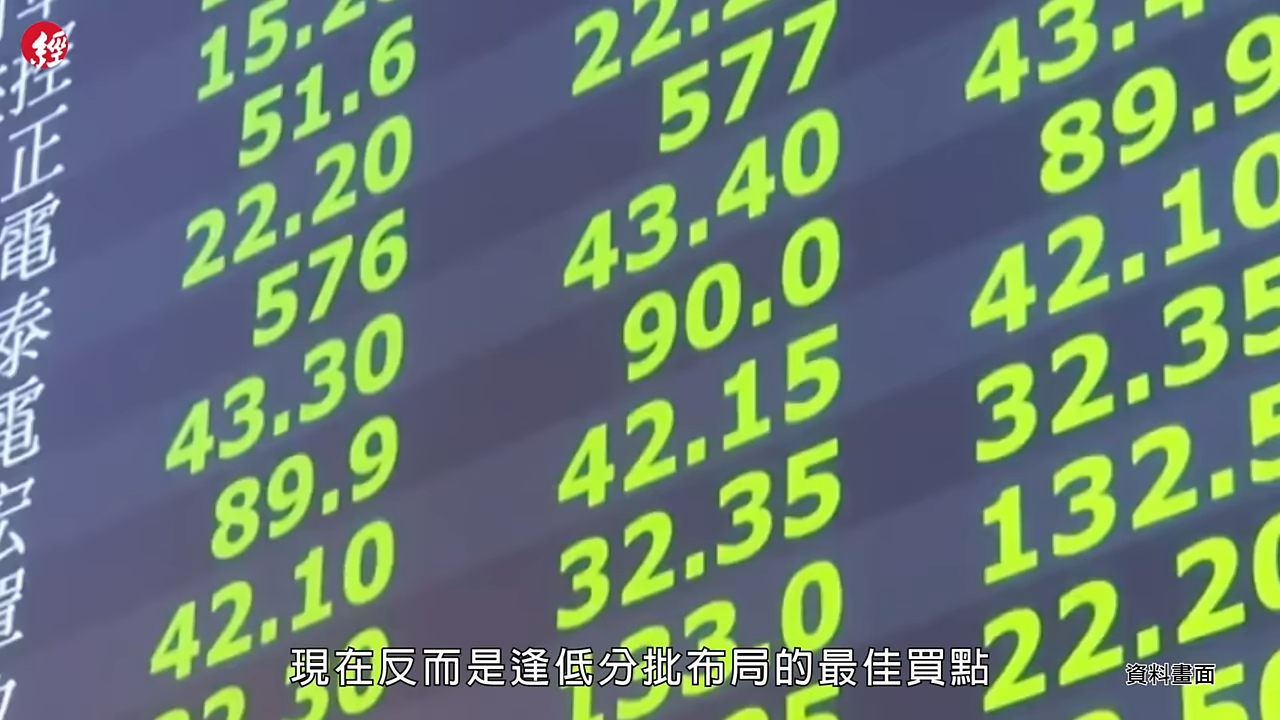 經
控
正
電
泰
電
宏
15.2
51.6
22.20
576
43.30
89.9
42.10
22.2
577
43.40
90.0
42.15
32.35
133.0
43.4
89.9
42.10
32.35
132.5
22.20
現在反而是逢低分批布局的最佳買點
資料畫面